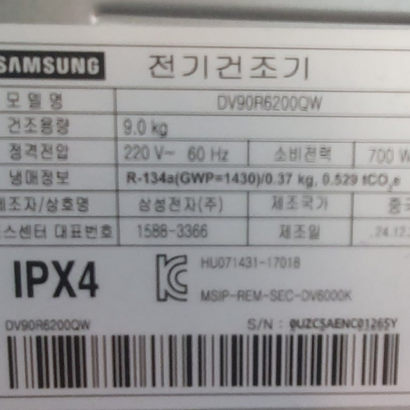 SAMSUNG 전기건조기
모델명 DV90R6200QW
건조용량 9.0 kg
정격전압 220 V~ 60 Hz 소비전력 700 W
냉매정보 R-134a(GWP=1430)/0.37 kg, 0.529 tCO₂e
제조자/상호명 삼성전자(주) 제조국가 중국
스센터 대표번호 1588-3366 제조일 .24.12.
IPX4
HU071431-17018
MSIP-REM-SEC-DV6000K
DV90R6200QW S/N : 0UZC5AENC01265Y